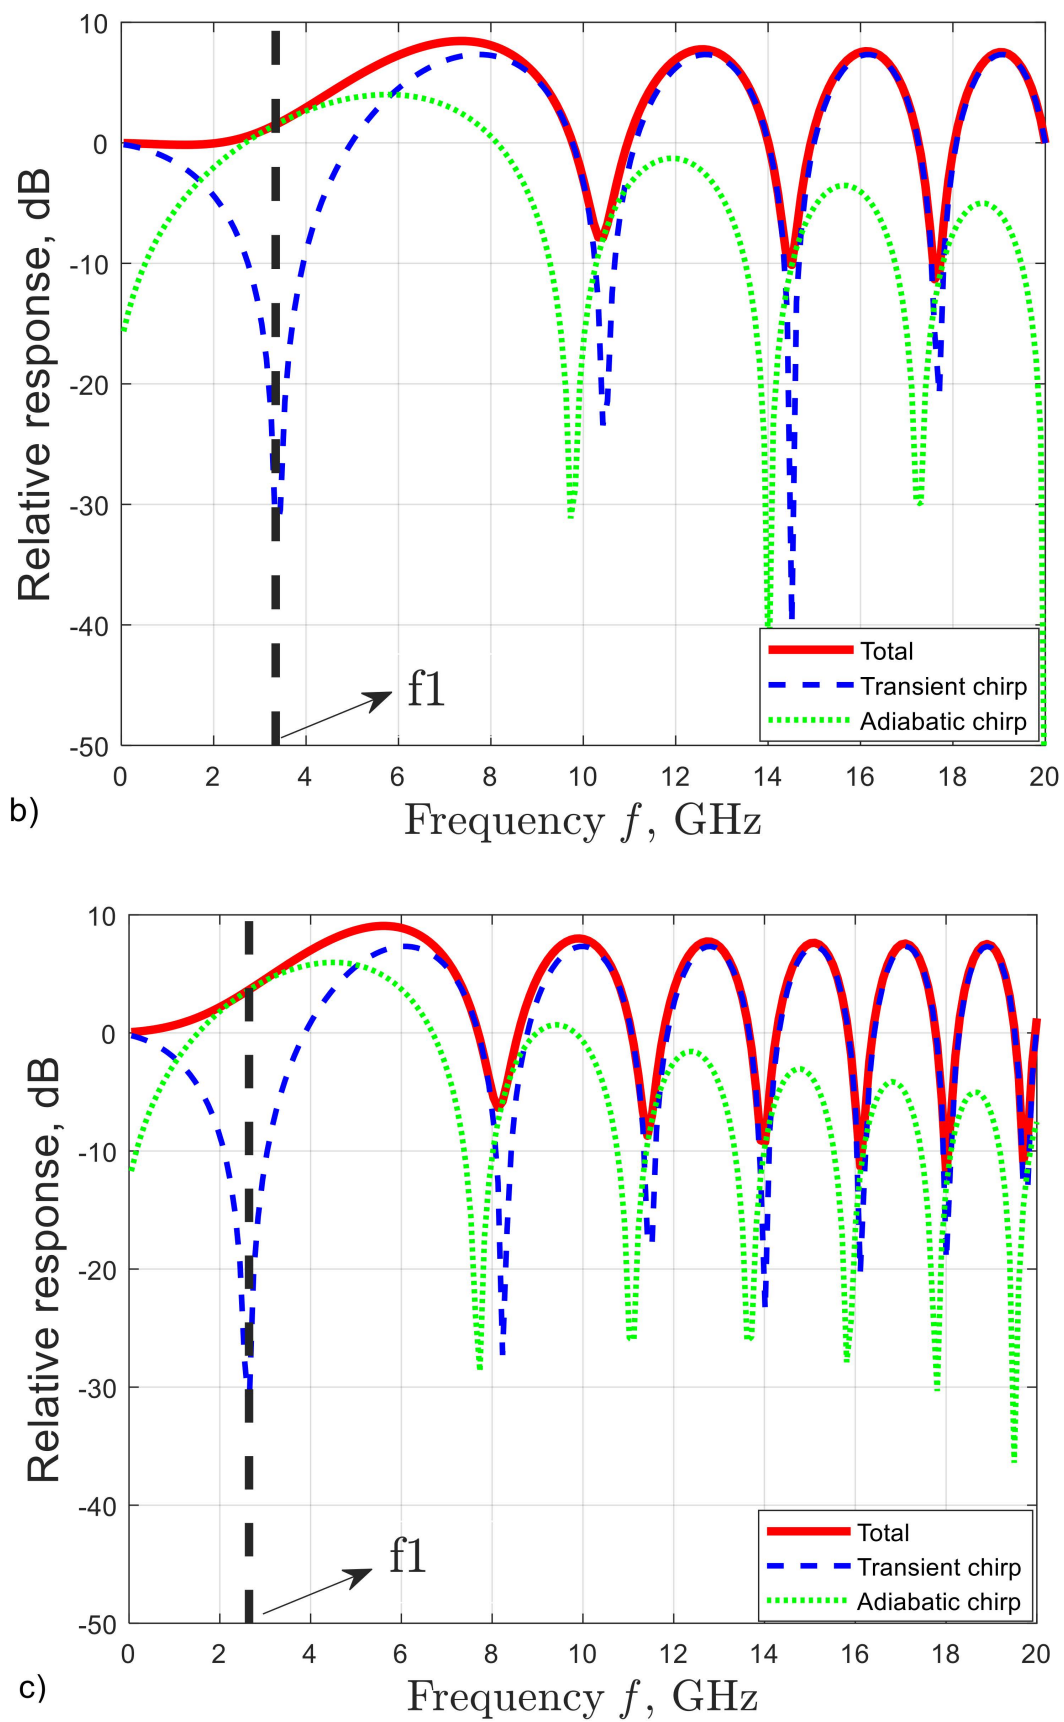 10
0
-10
-20
-30
-40
-50
Relative response, dB
f1
Total
Transient chirp
Adiabatic chirp
0 2 4 6 8 10 12 14 16 18 20
Frequency f, GHz
b)
10
0
-10
-20
-30
-40
-50
Relative response, dB
f1
Total
Transient chirp
Adiabatic chirp
0 2 4 6 8 10 12 14 16 18 20
Frequency f, GHz
c)